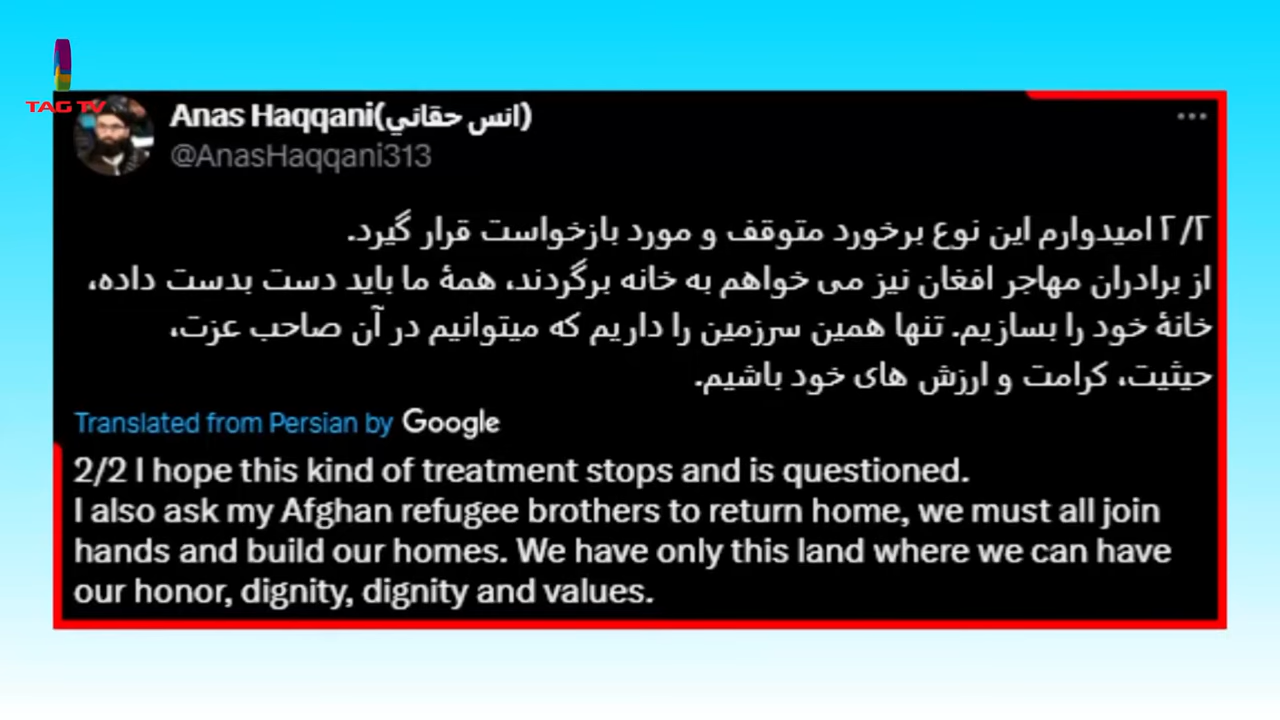 TAG TV
Anas Haqqani(انس حقاني)
@AnasHaqqani313
۲/۲ امیدوارم این نوع برخورد متوقف و مورد بازخواست قرار گیرد.
از برادران مهاجر افغان نیز می خواهم به خانه برگردند، همهٔ ما باید دست بدست داده،
خانهٔ خود را بسازیم. تنها همین سرزمین را داریم که میتوانیم در آن صاحب عزت،
حیثیت، کرامت و ارزش های خود باشیم.
Translated from Persian by Google
2/2 I hope this kind of treatment stops and is questioned.
I also ask my Afghan refugee brothers to return home, we must all join
hands and build our homes. We have only this land where we can have
our honor, dignity, dignity and values.